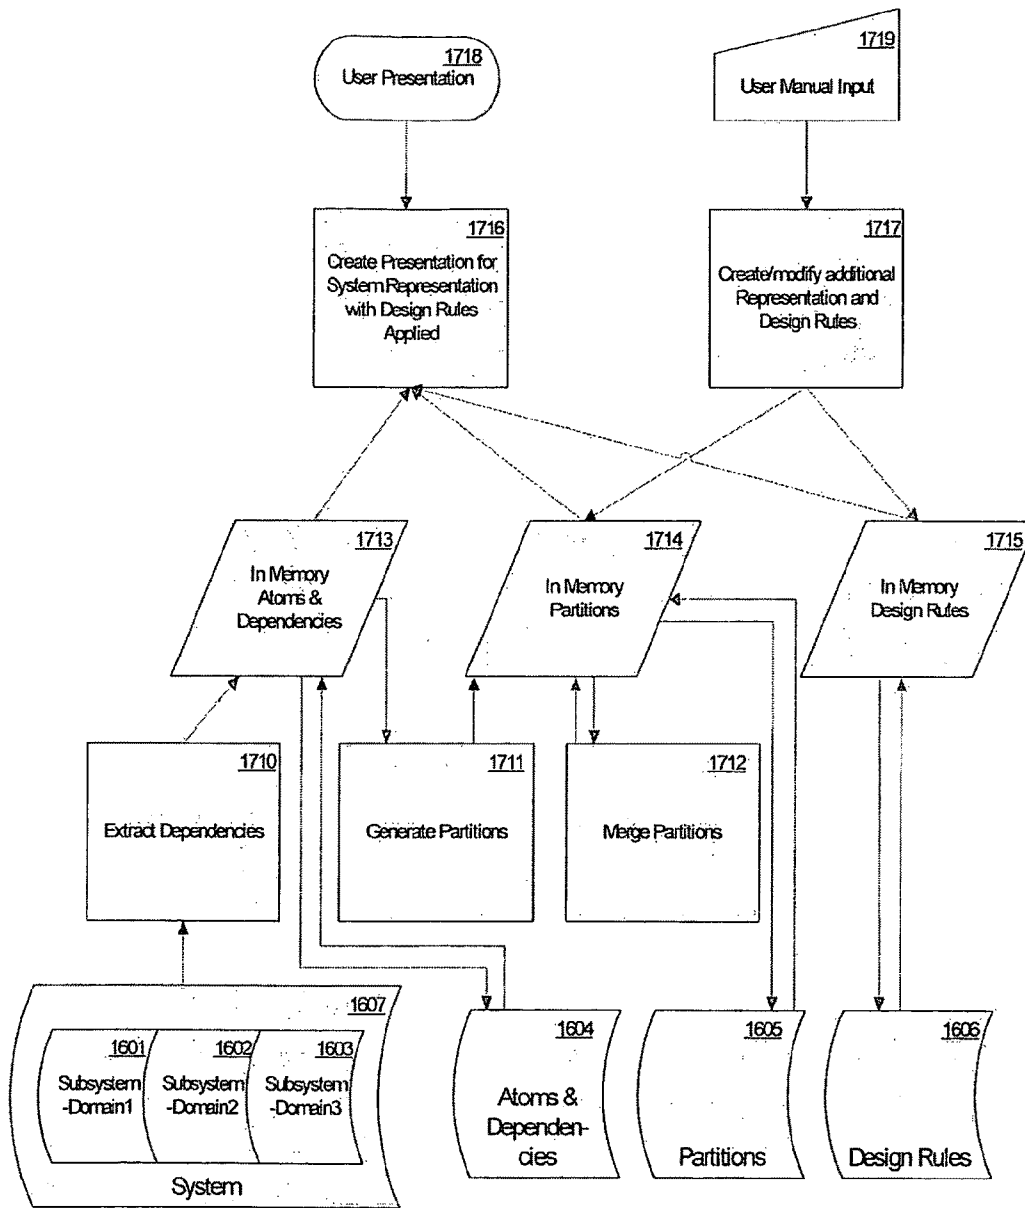 1718
User Presentation
1719
User Manual Input
1716
Create Presentation for
System Representation
with Design Rules
Applied
1717
Create/modify additional
Representation and
Design Rules
1713
In Memory
Atoms &
Dependencies
1714
In Memory
Partitions
1715
In Memory
Design Rules
1710
Extract Dependencies
1711
Generate Partitions
1712
Merge Partitions
1607
1601
Subsystem
-Domain1
1602
Subsystem
-Domain2
1603
Subsystem
-Domain3
System
1604
Atoms &
Dependen-
cies
1605
Partitions
1606
Design Rules